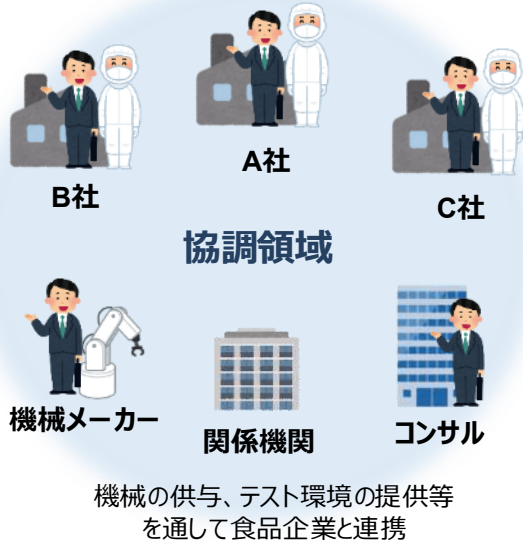 A社
B社
C社
協調領域
機械メーカー
関係機関
コンサル
機械の供与、テスト環境の提供等
を通して食品企業と連携